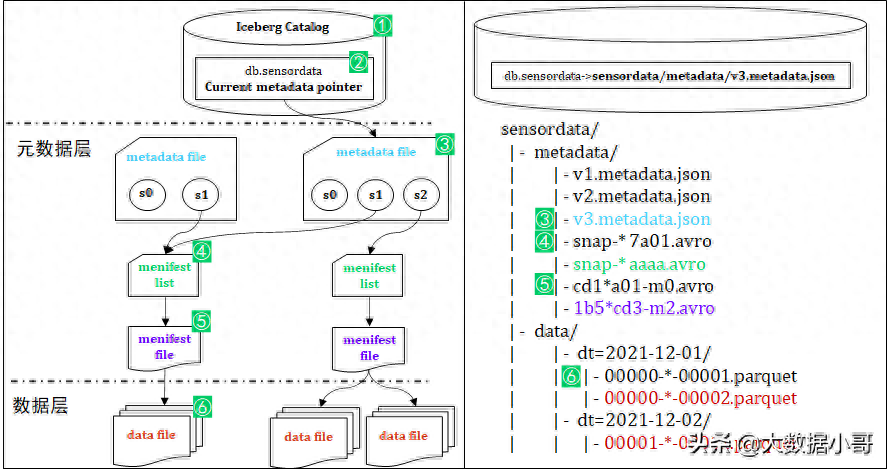 Iceberg Catalog ①
②
db.sensordata
Current metadata pointer
元数据层
metadata file
s0 s1
③
metadata file
s0 s1 s2
④
menifest
list
menifest
list
⑤
menifest
file
menifest
file
数据层
⑥
data file
data file
data file
db.sensordata->sensordata/metadata/v3.metadata.json
sensordata/
|- metadata/
| |- v1.metadata.json
| |- v2.metadata.json
③ |- v3.metadata.json
④ |- snap-*7a01.avro
| |- snap-*aaaa.avro
⑤ |- cd1*a01-m0.avro
| |- 1b5*cd3-m2.avro
|- data/
| |- dt=2021-12-01/
| ⑥ |- 00000-*-00001.parquet
| | |- 00000-*-00002.parquet
| |- dt=2021-12-02/
| | |- 00001-*-parquet
头条 @大数据小哥